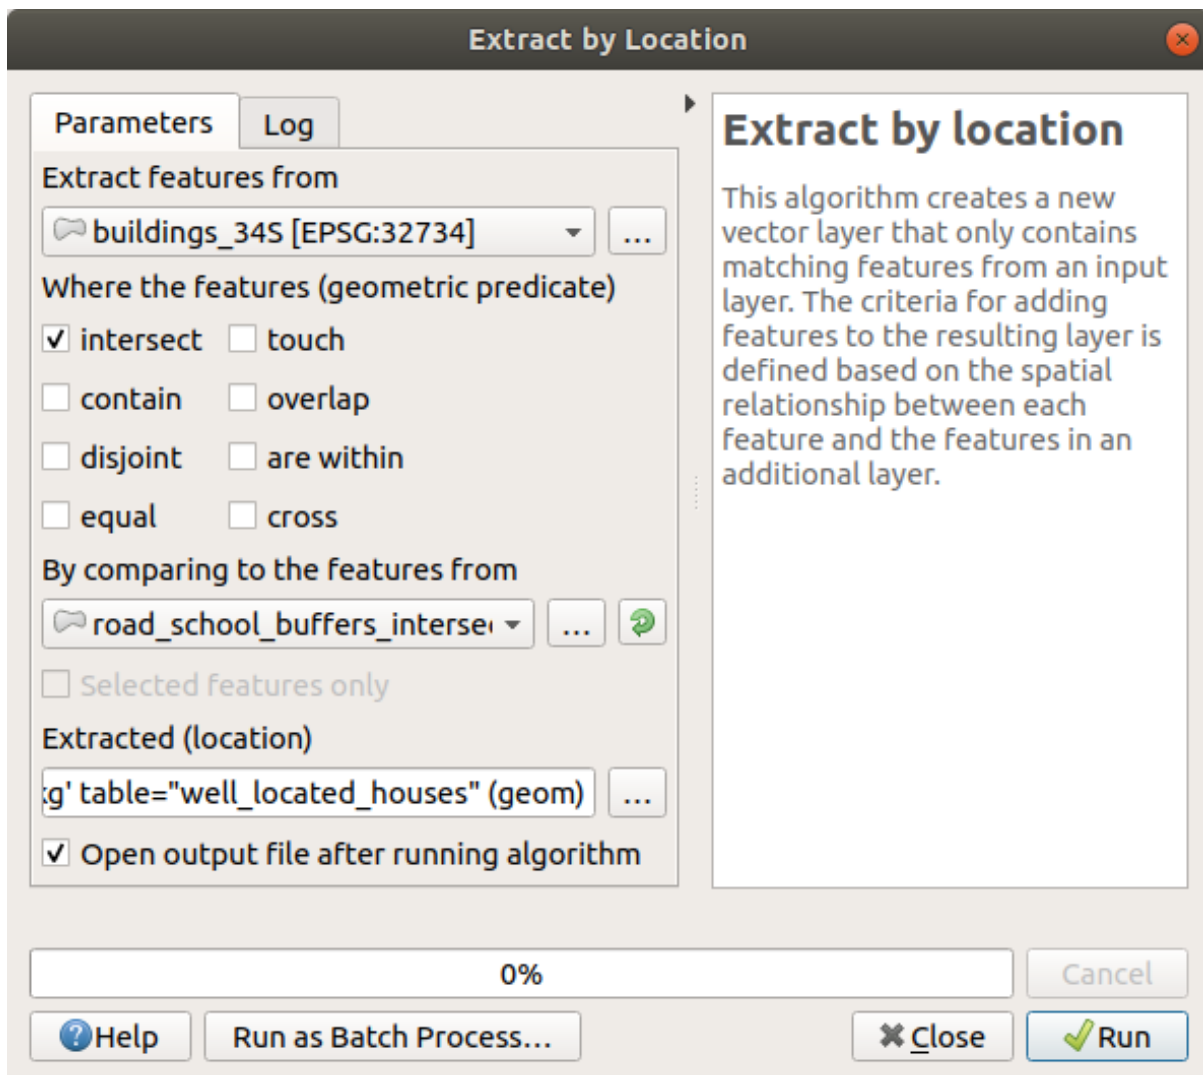 Extract by Location
Parameters
Log
Extract features from
buildings_34S [EPSG:32734]
...
Where the features (geometric predicate)
intersect
touch
contain
overlap
disjoint
are within
equal
cross
By comparing to the features from
road_school_buffers_interse
...
Selected features only
Extracted (location)
g' table="well_located_houses" (geom)
...
Open output file after running algorithm
Extract by location
This algorithm creates a new
vector layer that only contains
matching features from an input
layer. The criteria for adding
features to the resulting layer is
defined based on the spatial
relationship between each
feature and the features in an
additional layer.
0%
Cancel
Help
Run as Batch Process...
Close
Run